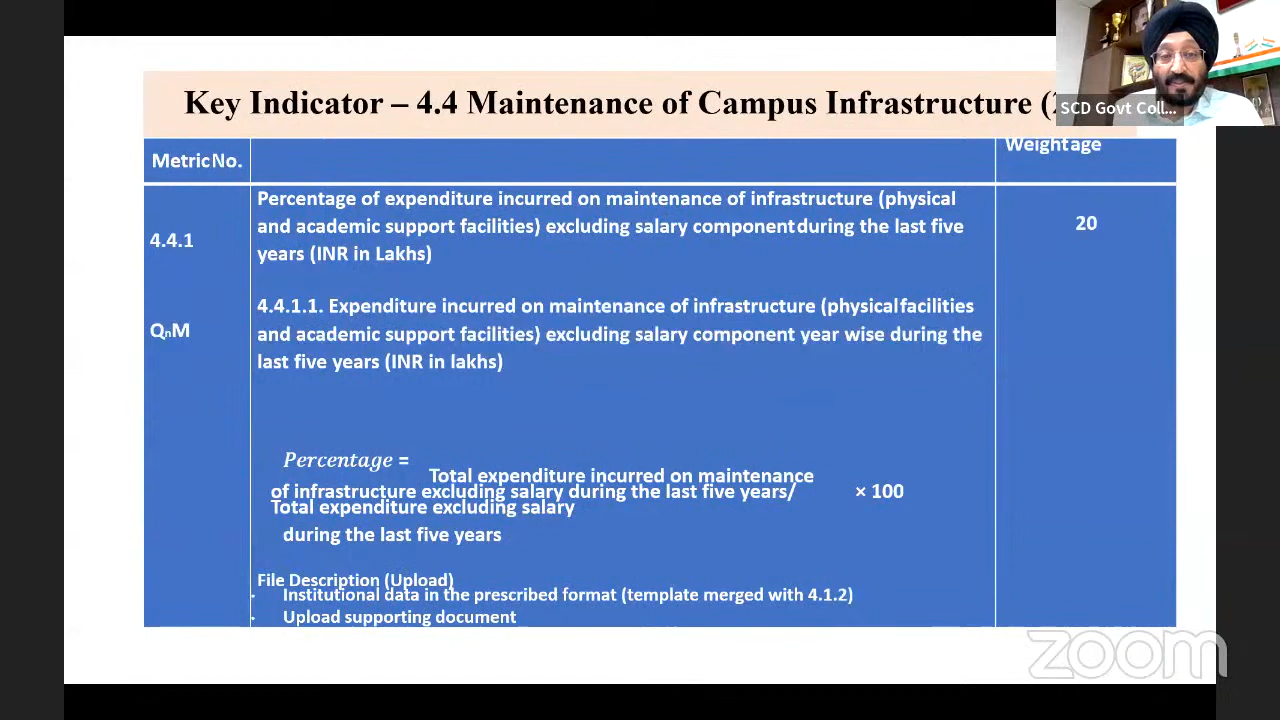 Key Indicator – 4.4 Maintenance of Campus Infrastructure
SCD Govt Coll...
Metric No.
Weightage
4.4.1
QnM
Percentage of expenditure incurred on maintenance of infrastructure (physical
and academic support facilities) excluding salary component during the last five
years (INR in Lakhs)
20
4.4.1.1. Expenditure incurred on maintenance of infrastructure (physical facilities
and academic support facilities) excluding salary component year wise during the
last five years (INR in lakhs)
Percentage =
Total expenditure incurred on maintenance
of infrastructure excluding salary during the last five years/
× 100
Total expenditure excluding salary
during the last five years
File Description (Upload)
· Institutional data in the prescribed format (template merged with 4.1.2)
· Upload supporting document
zoom